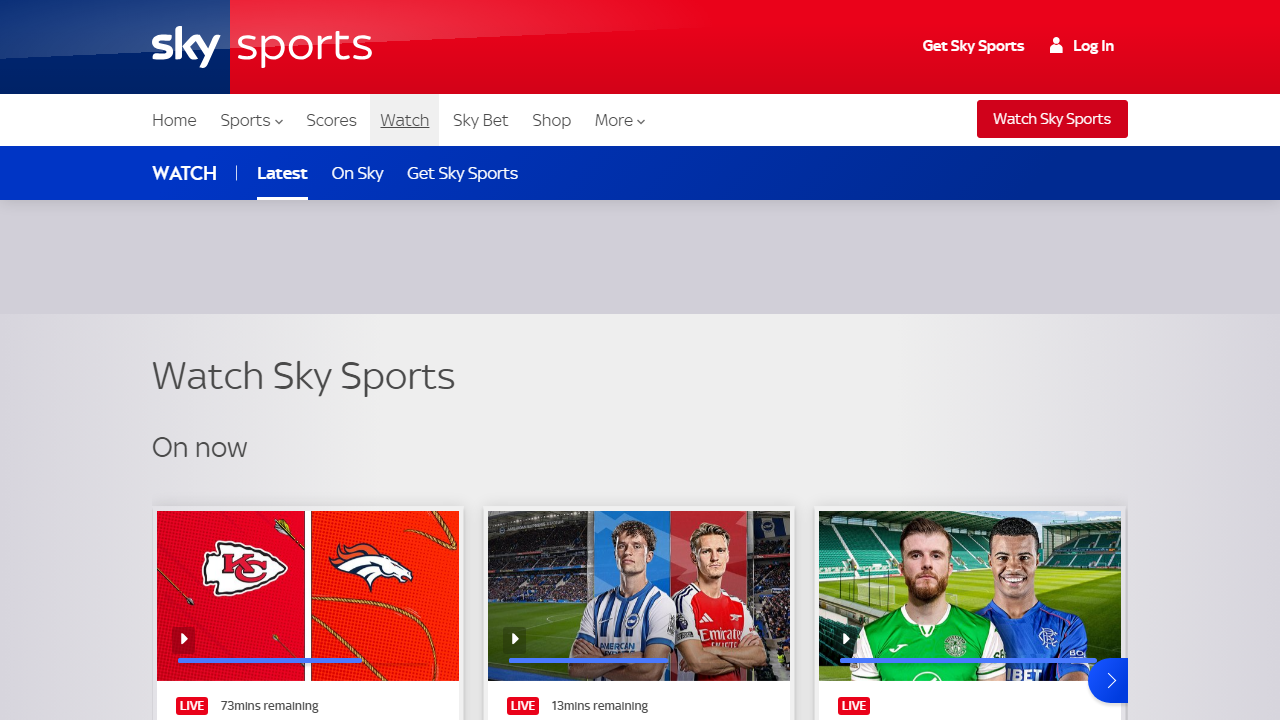 sky sports
Get Sky Sports
Log In
Home
Sports
Scores
Watch
Sky Bet
Shop
More
Watch Sky Sports
WATCH
Latest
On Sky
Get Sky Sports
Watch Sky Sports
On now
KC
AMERICAN
EXPRESS
Emirates
BET
LIVE 73mins remaining
LIVE 13mins remaining
LIVE